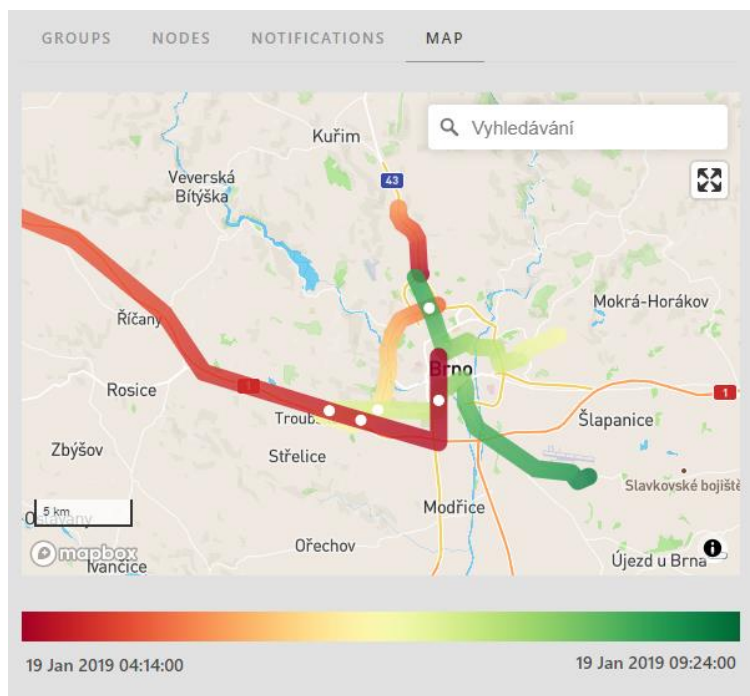 GROUPS NODES NOTIFICATIONS MAP
Vyhledávání
Kuřim
Veverská
Bítýška
43
Mokrá-Horákov
Říčany
Brno
1
1
Rosice
Šlapanice
Zbýšov
Střelice
Slavkovské bojiště
5 km
Modřice
Ořechov
mapbox
Újezd u Brna
Ivančice
19 Jan 2019 04:14:00
19 Jan 2019 09:24:00